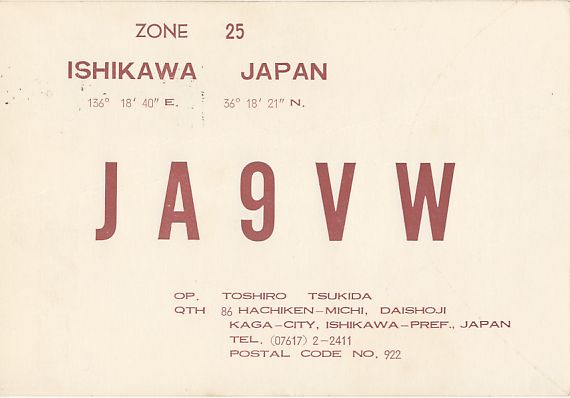 ZONE 25
ISHIKAWA JAPAN
136° 18′ 40″ E. 36° 18′ 21″ N.
JA9VW
OP. TOSHIRO TSUKIDA
QTH 86 HACHIKEN-MICHI, DAISHOJI
KAGA-CITY, ISHIKAWA-PREF., JAPAN
TEL. (07617) 2-2411
POSTAL CODE NO. 922